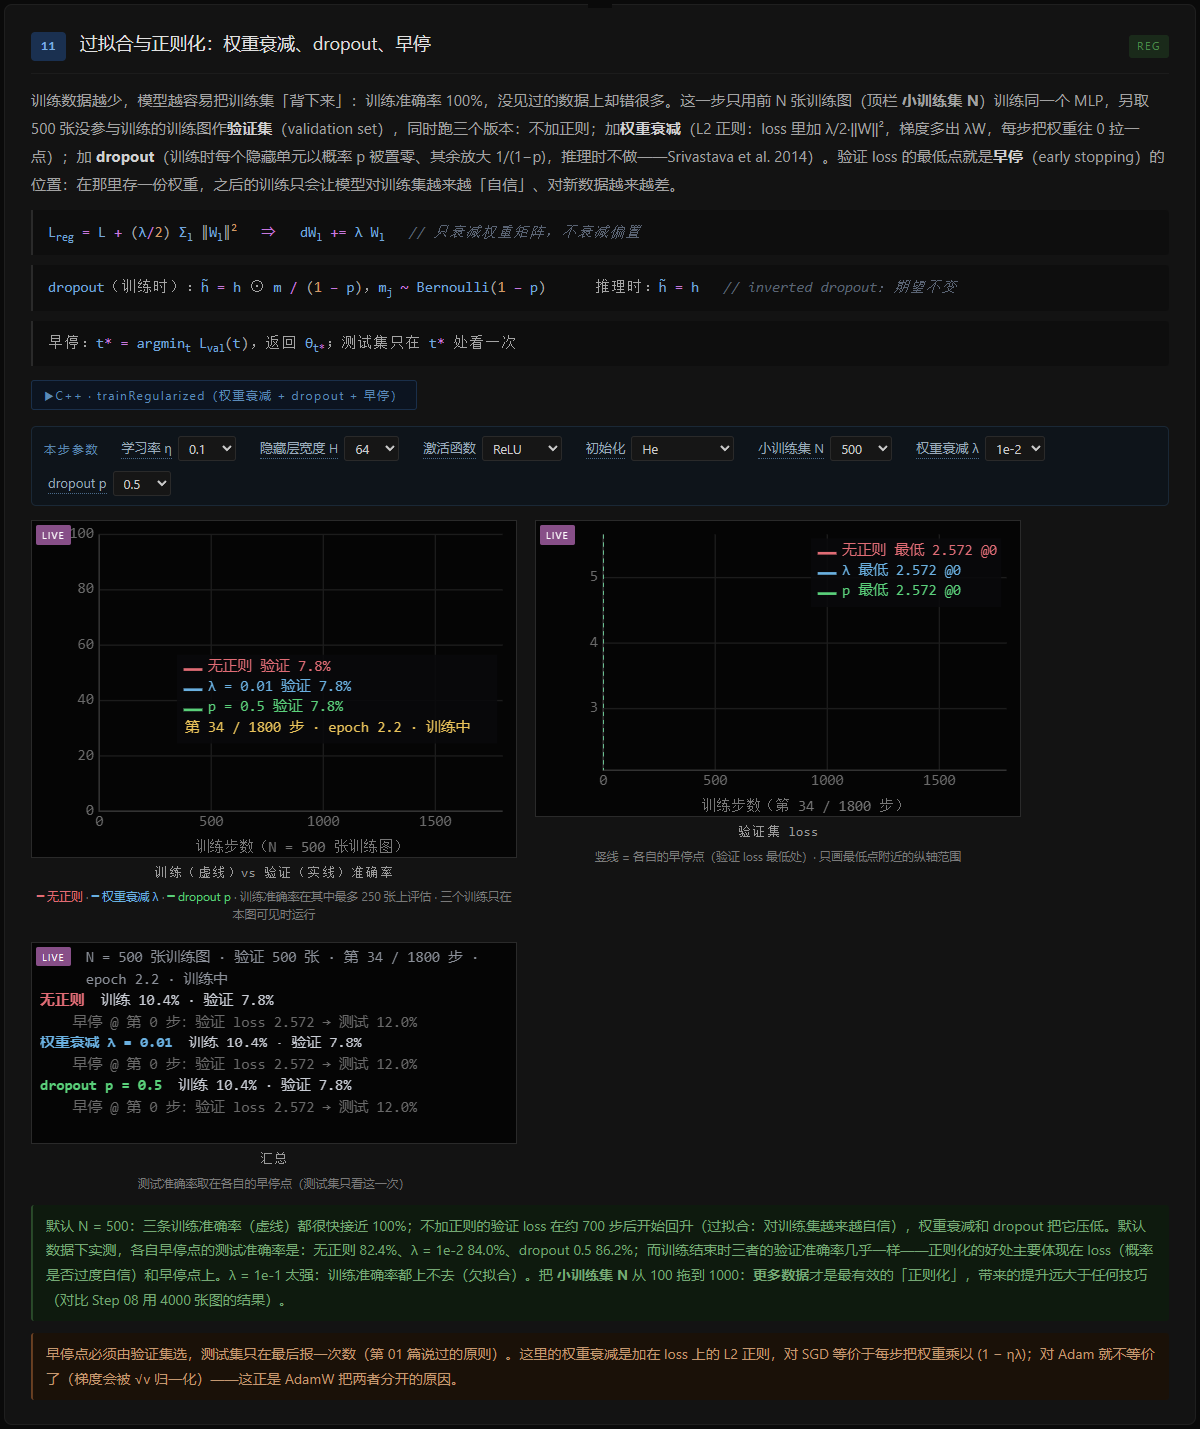 11 过拟合与正则化：权重衰减、dropout、早停 REG
训练数据越少，模型越容易把训练集「背下来」：训练准确率 100%，没见过的数据上却错很多。这一步只用前 N 张训练图（顶栏 小训练集 N）训练同一个 MLP，另取
500 张没参与训练的训练图作验证集（validation set），同时跑三个版本：不加正则；加权重衰减（L2 正则：loss 里加 λ/2·‖W‖²，梯度多出 λW，每步把权重往 0 拉一
点）；加 dropout（训练时每个隐藏单元以概率 p 被置零、其余放大 1/(1−p)，推理时不做——Srivastava et al. 2014）。验证 loss 的最低点就是早停（early stopping）的
位置：在那里存一份权重，之后的训练只会让模型对训练集越来越「自信」、对新数据越来越差。
L_reg = L + (λ/2) Σ_l ‖W_l‖² ⇒ dW_l += λ W_l // 只衰减权重矩阵，不衰减偏置
dropout（训练时）：h̃ = h ⊙ m / (1 − p)，m_j ~ Bernoulli(1 − p) 推理时：h̃ = h // inverted dropout: 期望不变
早停：t* = argmin_t L_val(t)，返回 θ_t*；测试集只在 t* 处看一次
▶C++ · trainRegularized（权重衰减 + dropout + 早停）
本步参数 学习率 η 0.1 隐藏层宽度 H 64 激活函数 ReLU 初始化 He 小训练集 N 500 权重衰减 λ 1e-2
dropout p 0.5
LIVE
100
80
60
40
20
0
无正则 验证 7.8%
λ = 0.01 验证 7.8%
p = 0.5 验证 7.8%
第 34 / 1800 步 · epoch 2.2 · 训练中
0 500 1000 1500
训练步数（N = 500 张训练图）
训练（虚线）vs 验证（实线）准确率
━ 无正则 · ━ 权重衰减 λ · ━ dropout p · 训练准确率在其中最多 250 张上评估 · 三个训练只在
本图可见时运行
LIVE
5
4
3
无正则 最低 2.572 @0
λ 最低 2.572 @0
p 最低 2.572 @0
0 500 1000 1500
训练步数（第 34 / 1800 步）
验证集 loss
竖线 = 各自的早停点（验证 loss 最低处）· 只画最低点附近的纵轴范围
LIVE N = 500 张训练图 · 验证 500 张 · 第 34 / 1800 步 ·
epoch 2.2 · 训练中
无正则 训练 10.4% · 验证 7.8%
早停 @ 第 0 步：验证 loss 2.572 → 测试 12.0%
权重衰减 λ = 0.01 训练 10.4% · 验证 7.8%
早停 @ 第 0 步：验证 loss 2.572 → 测试 12.0%
dropout p = 0.5 训练 10.4% · 验证 7.8%
早停 @ 第 0 步：验证 loss 2.572 → 测试 12.0%
汇总
测试准确率取在各自的早停点（测试集只看这一次）
默认 N = 500：三条训练准确率（虚线）都很快接近 100%；不加正则的验证 loss 在约 700 步后开始回升（过拟合：对训练集越来越自信），权重衰减和 dropout 把它压低。默认
数据下实测，各自早停点的测试准确率是：无正则 82.4%、λ = 1e-2 84.0%、dropout 0.5 86.2%；而训练结束时三者的验证准确率几乎一样——正则化的好处主要体现在 loss（概率
是否过度自信）和早停点上。λ = 1e-1 太强：训练准确率都上不去（欠拟合）。把 小训练集 N 从 100 拖到 1000：更多数据才是最有效的「正则化」，带来的提升远大于任何技巧
（对比 Step 08 用 4000 张图的结果）。
早停点必须由验证集选，测试集只在最后报一次数（第 01 篇说过的原则）。这里的权重衰减是加在 loss 上的 L2 正则，对 SGD 等价于每步把权重乘以 (1 − ηλ)；对 Adam 就不等价
了（梯度会被 √v 归一化）——这正是 AdamW 把两者分开的原因。